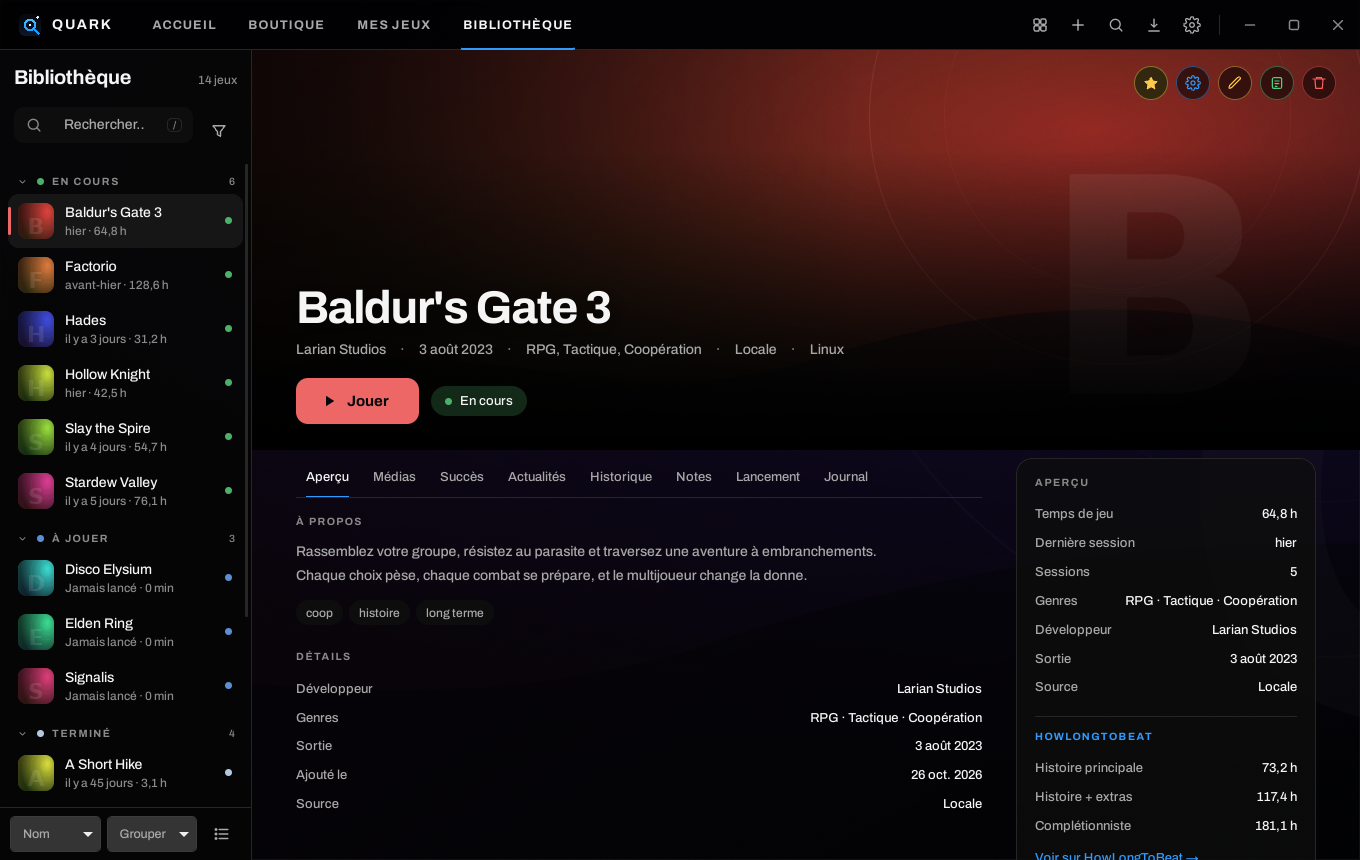 QUARK
ACCUEIL
BOUTIQUE
MES JEUX
BIBLIOTHÈQUE
Bibliothèque
14 jeux
Rechercher..
/
EN COURS
6
B
Baldur's Gate 3
hier · 64,8 h
F
Factorio
avant-hier · 128,6 h
H
Hades
il y a 3 jours · 31,2 h
H
Hollow Knight
hier · 42,5 h
S
Slay the Spire
il y a 4 jours · 54,7 h
S
Stardew Valley
il y a 5 jours · 76,1 h
À JOUER
3
D
Disco Elysium
Jamais lancé · 0 min
E
Elden Ring
Jamais lancé · 0 min
S
Signalis
Jamais lancé · 0 min
TERMINÉ
4
A
A Short Hike
il y a 45 jours · 3,1 h
Nom
Grouper
B
Baldur's Gate 3
Larian Studios · 3 août 2023 · RPG, Tactique, Coopération · Locale · Linux
Jouer
En cours
Aperçu
Médias
Succès
Actualités
Historique
Notes
Lancement
Journal
À PROPOS
Rassemblez votre groupe, résistez au parasite et traversez une aventure à embranchements.
Chaque choix pèse, chaque combat se prépare, et le multijoueur change la donne.
coop
histoire
long terme
DÉTAILS
Développeur
Larian Studios
Genres
RPG · Tactique · Coopération
Sortie
3 août 2023
Ajouté le
26 oct. 2026
Source
Locale
APERÇU
Temps de jeu
64,8 h
Dernière session
hier
Sessions
5
Genres
RPG · Tactique · Coopération
Développeur
Larian Studios
Sortie
3 août 2023
Source
Locale
HOWLONGTOBEAT
Histoire principale
73,2 h
Histoire + extras
117,4 h
Complétionniste
181,1 h
Voir sur HowLongToBeat →